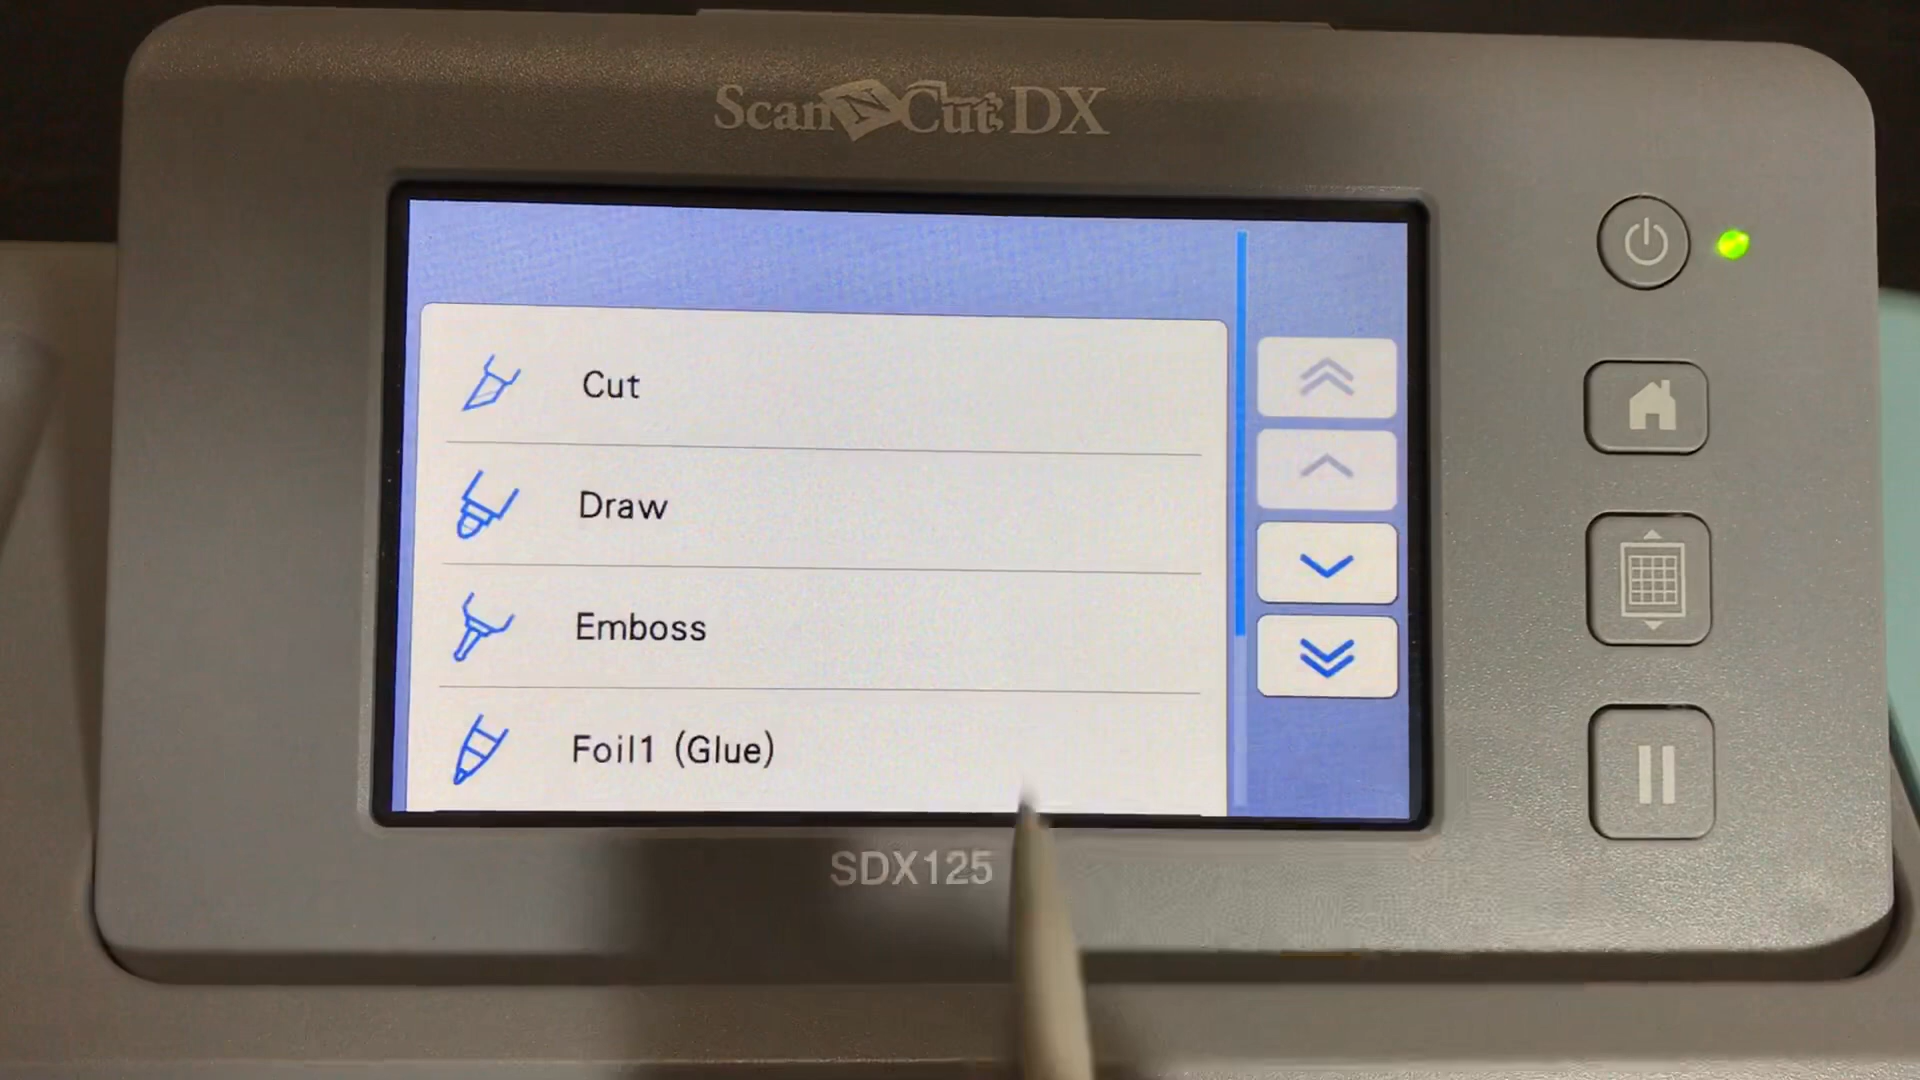 ScanNCut DX
Cut
Draw
Emboss
Foil1 (Glue)
SDX125